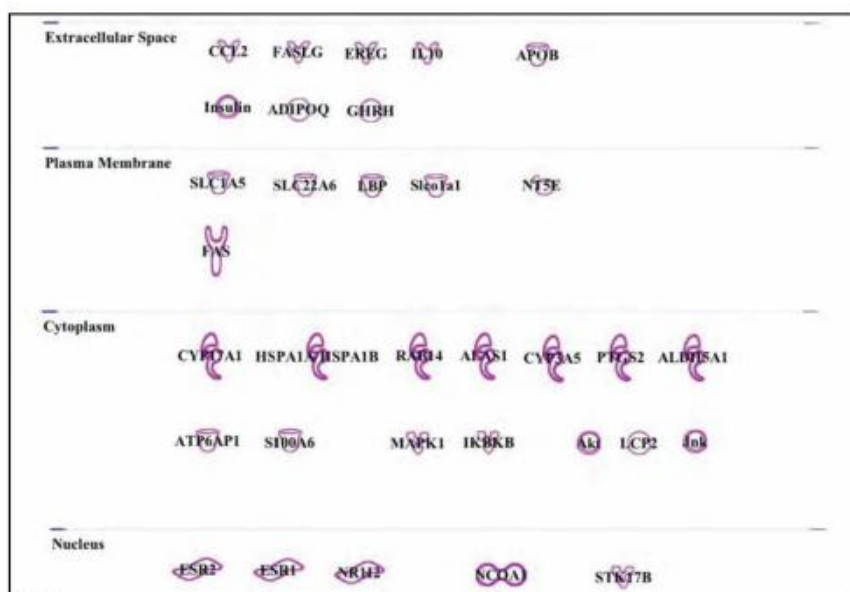 Extracellular Space
CCL2 FASLG EREG IL10 APOB
Insulin ADIPOQ GHRH
Plasma Membrane
SLC1A5 SLC22A6 LBP Slco1a1 NT5E
FAS
Cytoplasm
CYP17A1 HSPA1A/HSPA1B RAB14 ALAS1 CYP3A5 PTGS2 ALDH5A1
ATP6AP1 S100A6 MAPK1 IKBKB Akt LCP2 Jnk
Nucleus
ESR2 ESR1 NR1I2 NCOA1 STK17B